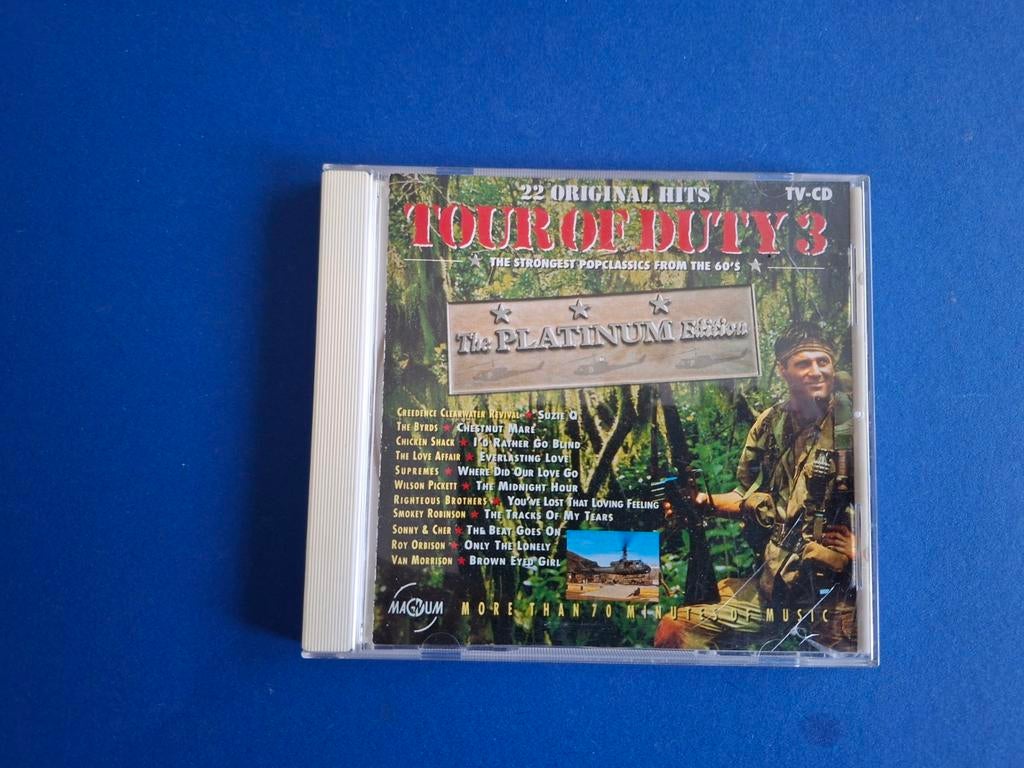 22 ORIGINAL HITS
TV-CD
TOUR OF DUTY 3
THE STRONGEST POPCLASSICS FROM THE 60'S
The PLATINUM Edition
CREEDENCE CLEARWATER REVIVAL ★ SUZIE Q
THE BYRDS ★ CHESTNUT MARE
CHICKEN SHACK ★ I'D RATHER GO BLIND
THE LOVE AFFAIR ★ EVERLASTING LOVE
SUPREMES ★ WHERE DID OUR LOVE GO
WILSON PICKETT ★ THE MIDNIGHT HOUR
RIGHTEOUS BROTHERS ★ YOU'VE LOST THAT LOVING FEELING
SMOKEY ROBINSON ★ THE TRACKS OF MY TEARS
SONNY & CHER ★ THE BEAT GOES ON
ROY ORBISON ★ ONLY THE LONELY
VAN MORRISON ★ BROWN EYED GIRL
MAGNUM
MORE THAN 70 MINUTES OF MUSIC